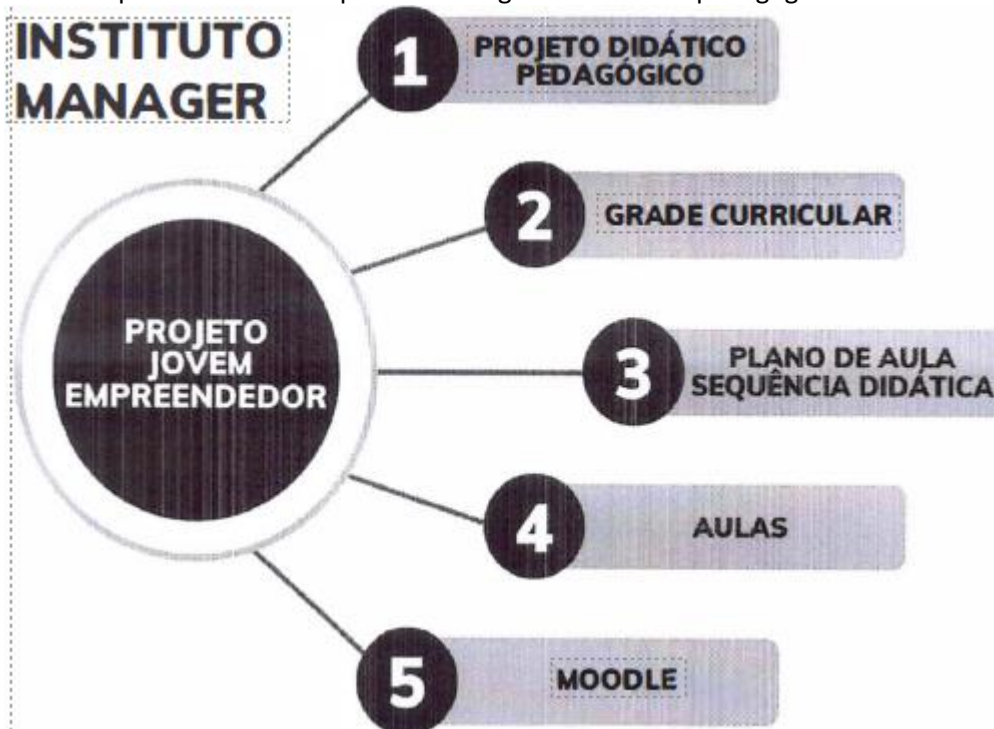 INSTITUTO
MANAGER
1
PROJETO DIDÁTICO
PEDAGÓGICO
2
GRADE CURRICULAR
PROJETO
JOVEM
EMPREENDEDOR
3
PLANO DE AULA
SEQUÊNCIA DIDÁTICA
4
AULAS
5
MOODLE